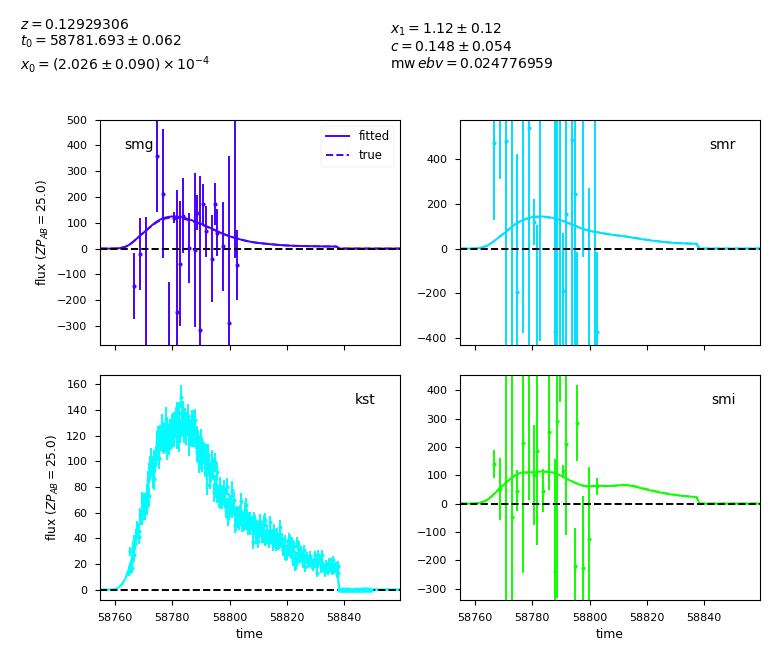 z = 0.12929306
t₀ = 58781.693 ± 0.062
x₀ = (2.026 ± 0.090) × 10⁻⁴
x₁ = 1.12 ± 0.12
c = 0.148 ± 0.054
mw ebv = 0.024776959
smg
fitted
true
500
400
300
200
100
0
−100
−200
−300
flux (ZP_AB = 25.0)
smr
400
200
0
−200
−400
kst
160
140
120
100
80
60
40
20
0
flux (ZP_AB = 25.0)
58760 58780 58800 58820 58840
time
smi
400
300
200
100
0
−100
−200
−300
58760 58780 58800 58820 58840
time